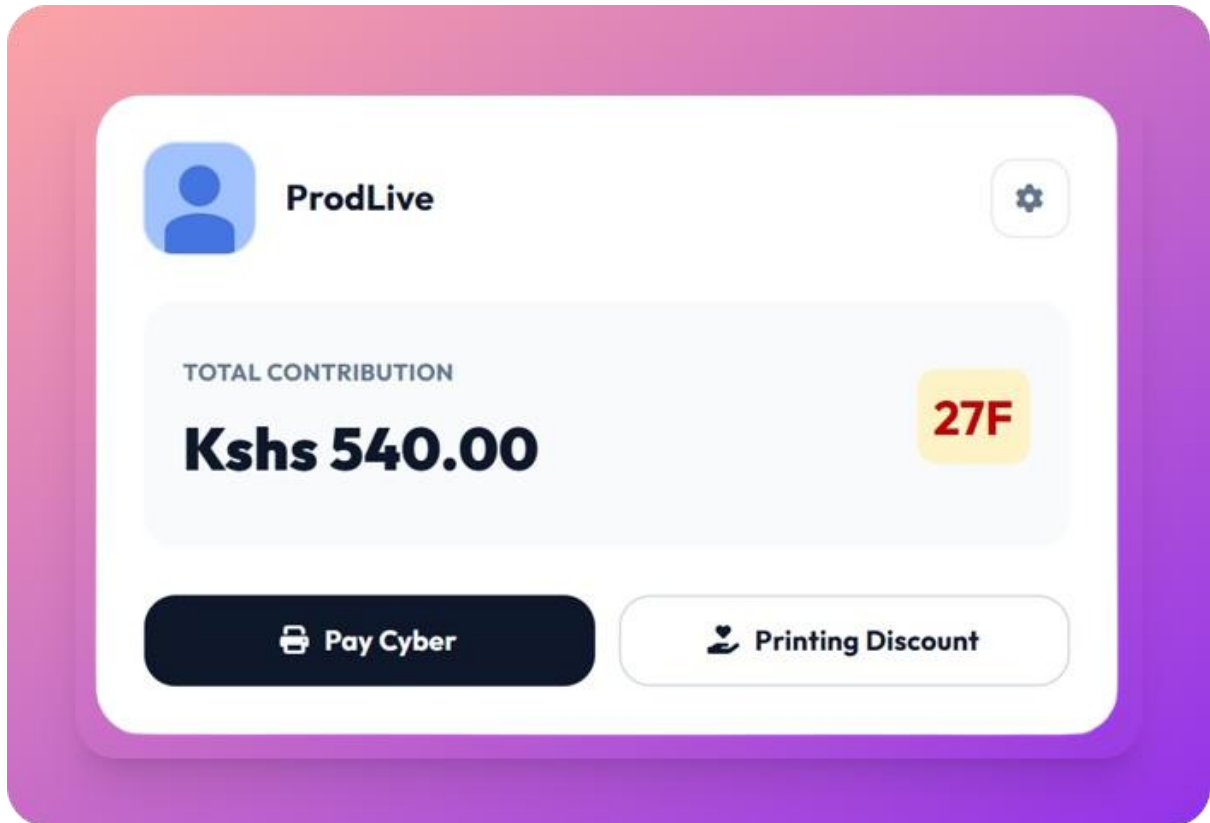 ProdLive
TOTAL CONTRIBUTION
Kshs 540.00
27F
Pay Cyber
Printing Discount